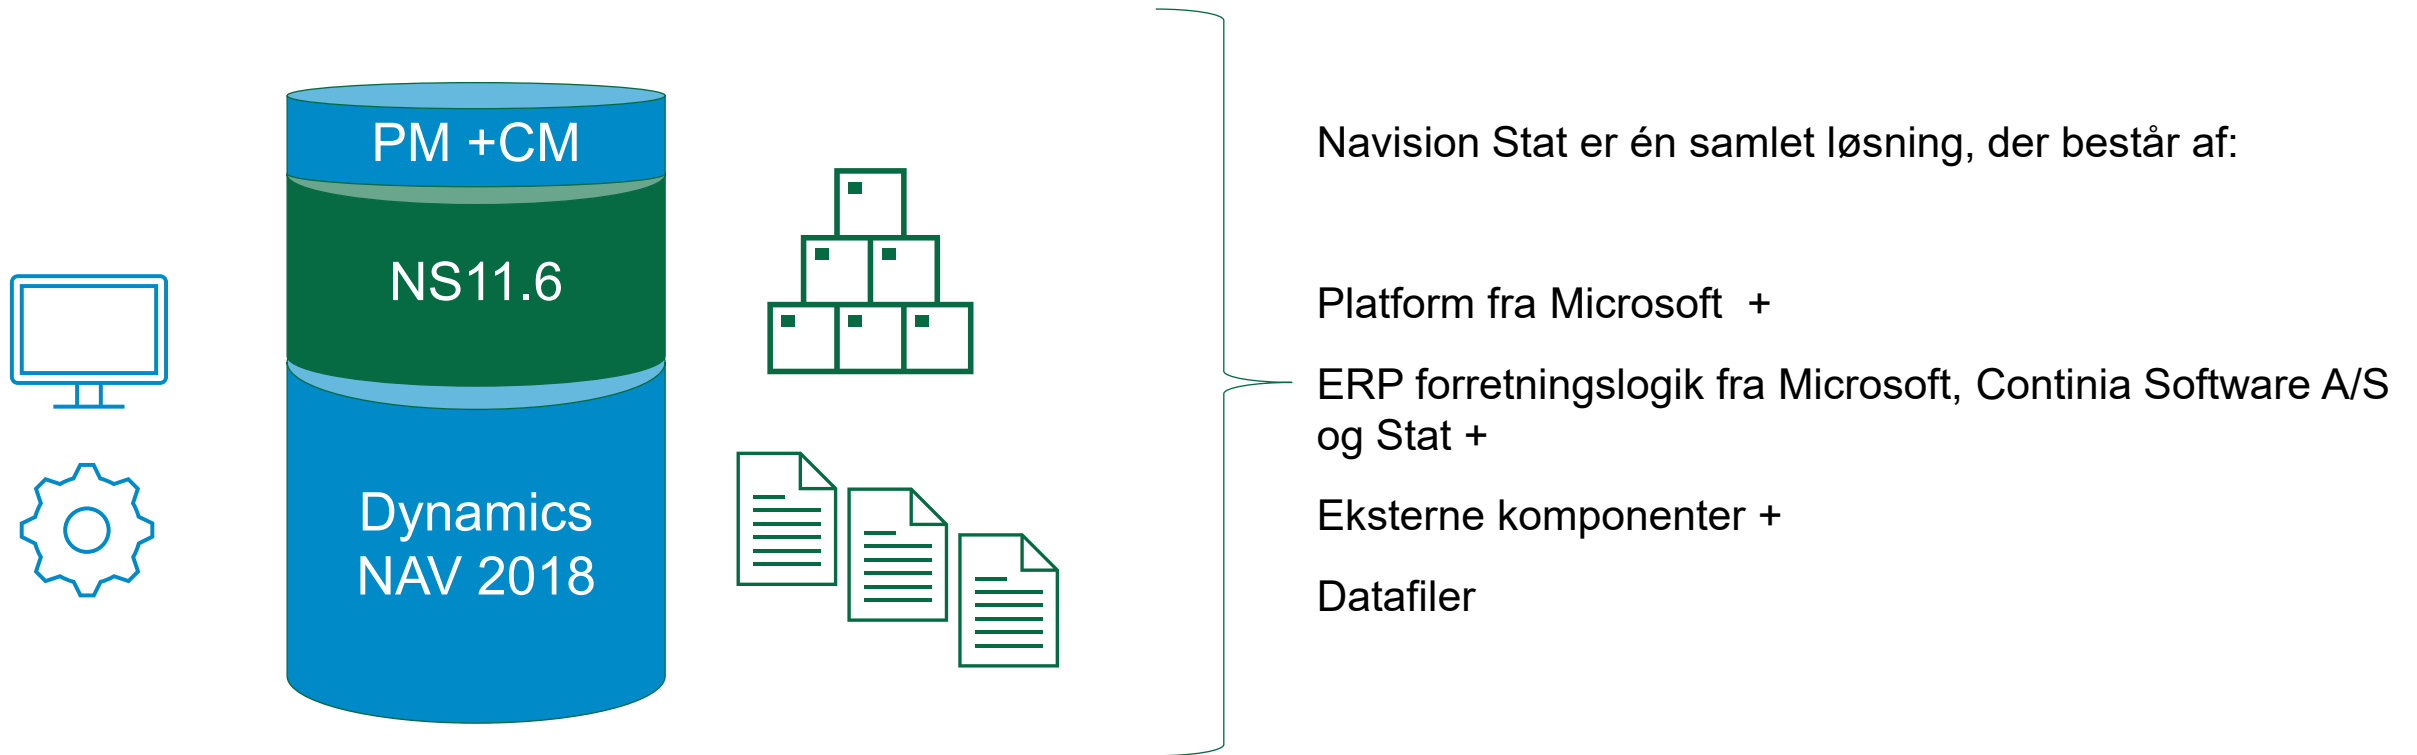 PM +CM
NS11.6
Dynamics
NAV 2018
Navision Stat er én samlet løsning, der består af:
Platform fra Microsoft  +
ERP forretningslogik fra Microsoft, Continia Software A/S
og Stat +
Eksterne komponenter +
Datafiler